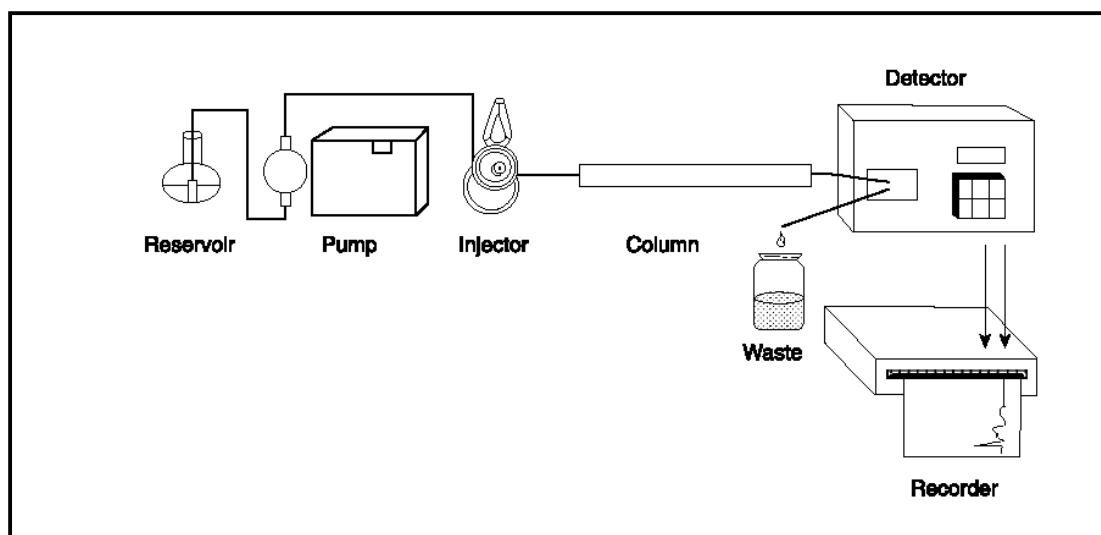 Detector
Reservoir
Pump
Injector
Column
Waste
Recorder